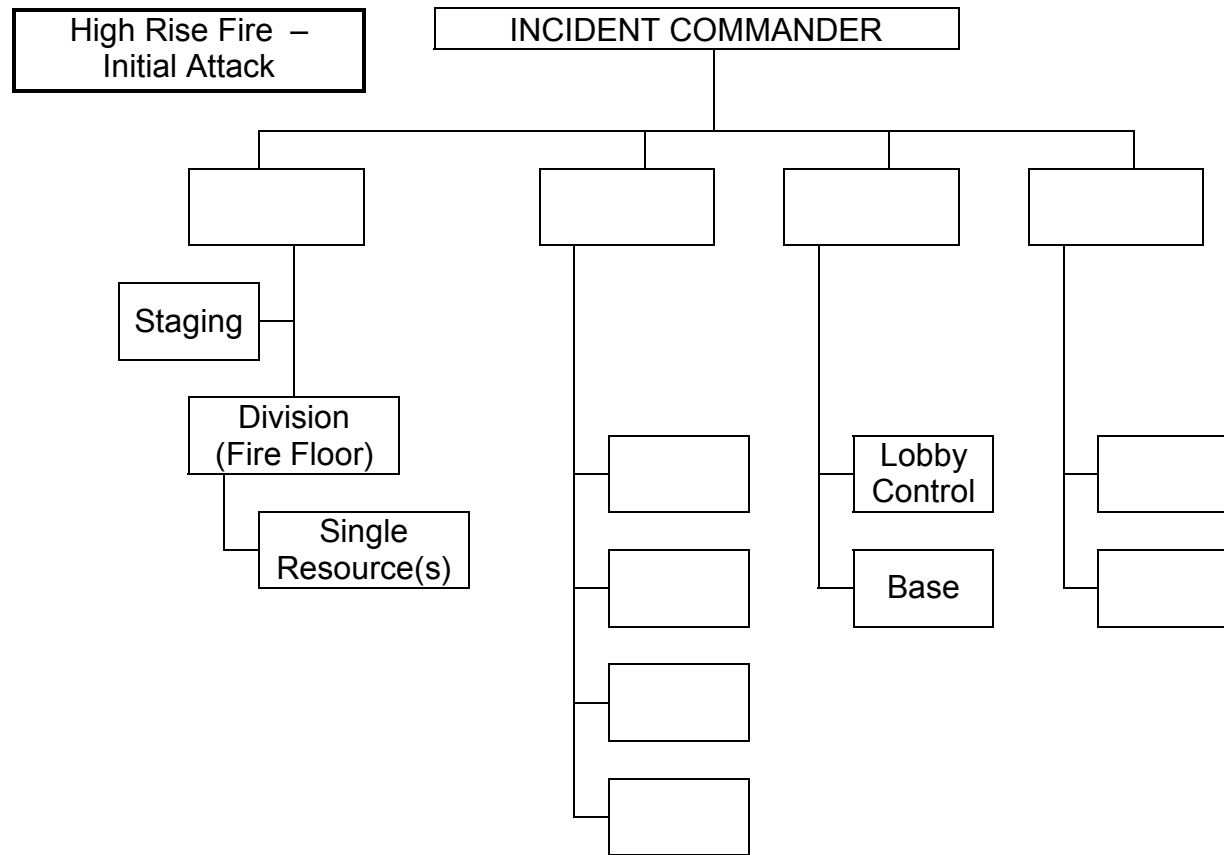 High Rise Fire –
Initial Attack
INCIDENT COMMANDER
Staging
Division
(Fire Floor)
Single
Resource(s)
Lobby
Control
Base